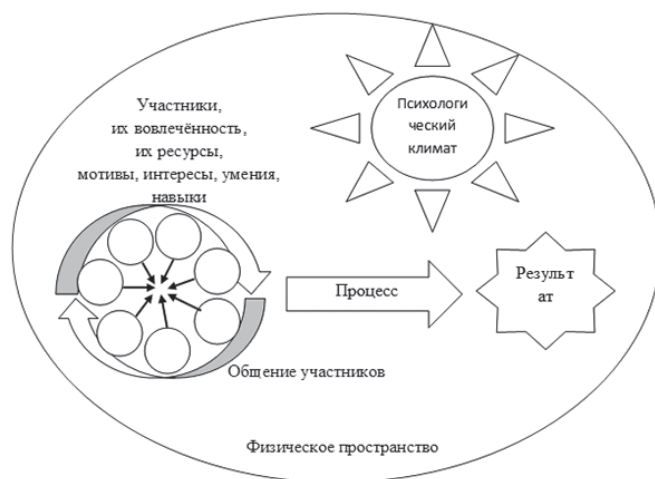 Участники,
их вовлечённость,
их ресурсы,
мотивы, интересы, умения,
навыки
Психологи
ческий
климат
Процесс
Результ
ат
Общение участников
Физическое пространство